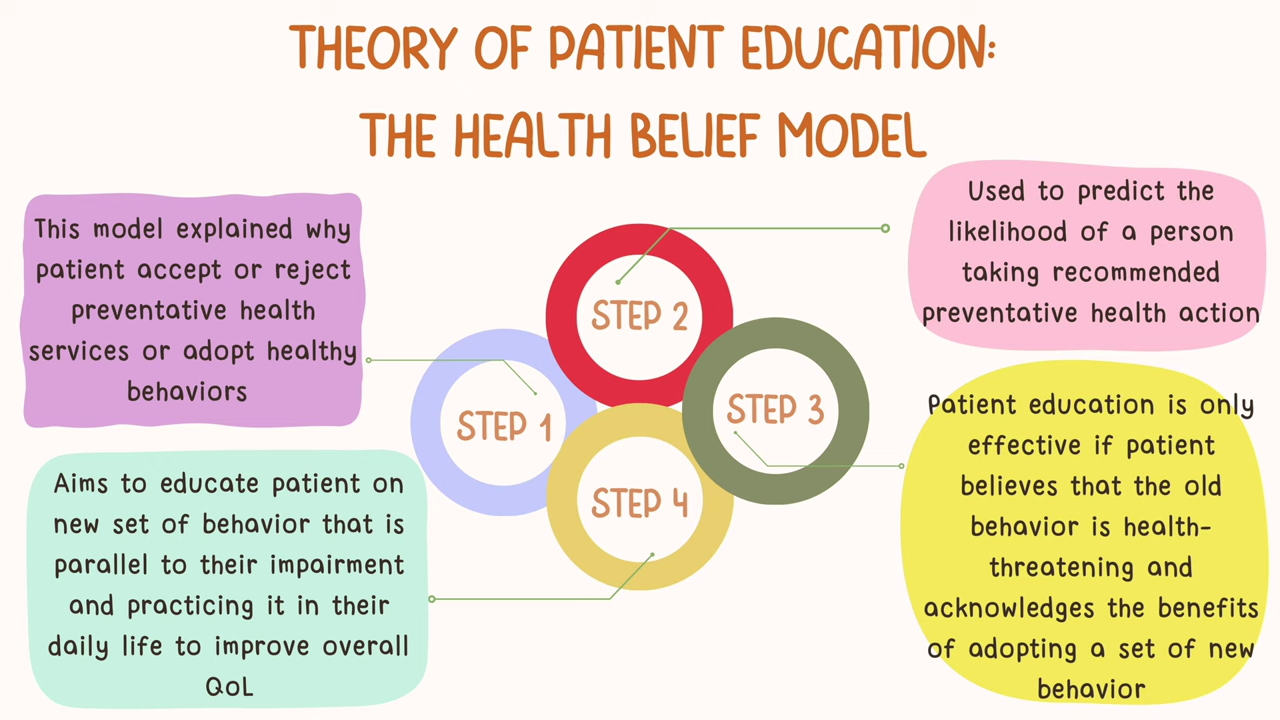 THEORY OF PATIENT EDUCATION:
THE HEALTH BELIEF MODEL
This model explained why
patient accept or reject
preventative health
services or adopt healthy
behaviors
Used to predict the
likelihood of a person
taking recommended
preventative health action
STEP 1
STEP 2
STEP 3
STEP 4
Aims to educate patient on
new set of behavior that is
parallel to their impairment
and practicing it in their
daily life to improve overall
QoL
Patient education is only
effective if patient
believes that the old
behavior is health-
threatening and
acknowledges the benefits
of adopting a set of new
behavior